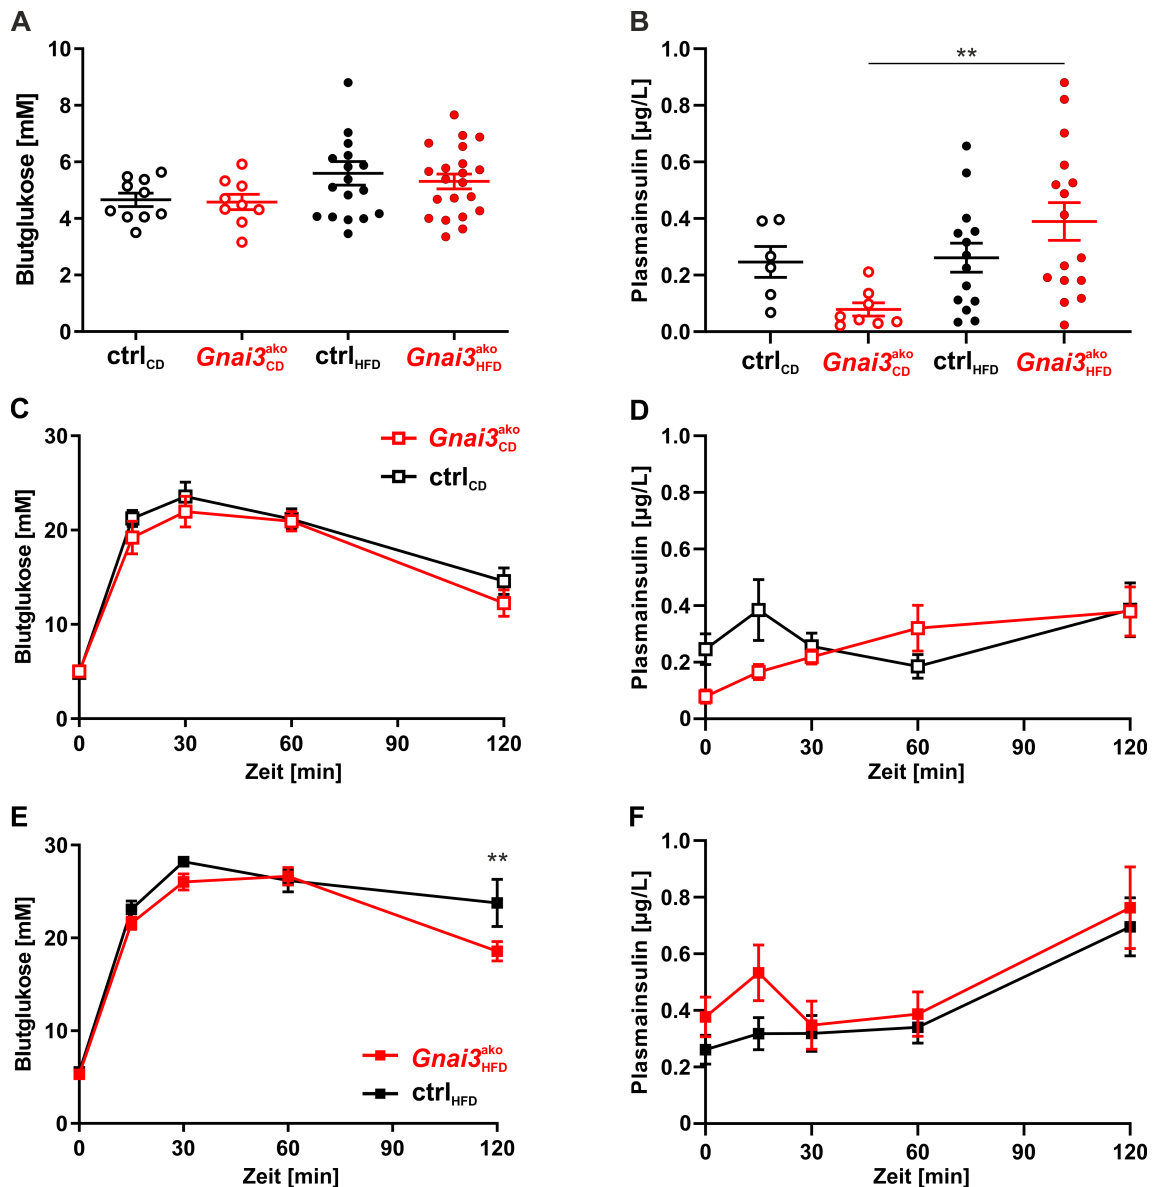 A
Blutglukose [mM]
10
8
6
4
2
0
ctrlCD
Gnai3akoCD
ctrlHFD
Gnai3akoHFD
B
Plasmainsulin [µg/L]
1.0
0.8
0.6
0.4
0.2
0.0
**
ctrlCD
Gnai3akoCD
ctrlHFD
Gnai3akoHFD
C
Blutglukose [mM]
30
20
10
0
Gnai3akoCD
ctrlCD
0 30 60 90 120
Zeit [min]
D
Plasmainsulin [µg/L]
1.0
0.8
0.6
0.4
0.2
0
0 30 60 90 120
Zeit [min]
E
Blutglukose [mM]
30
20
10
0
**
Gnai3akoHFD
ctrlHFD
0 30 60 90 120
Zeit [min]
F
Plasmainsulin [µg/L]
1.0
0.8
0.6
0.4
0.2
0
0 30 60 90 120
Zeit [min]